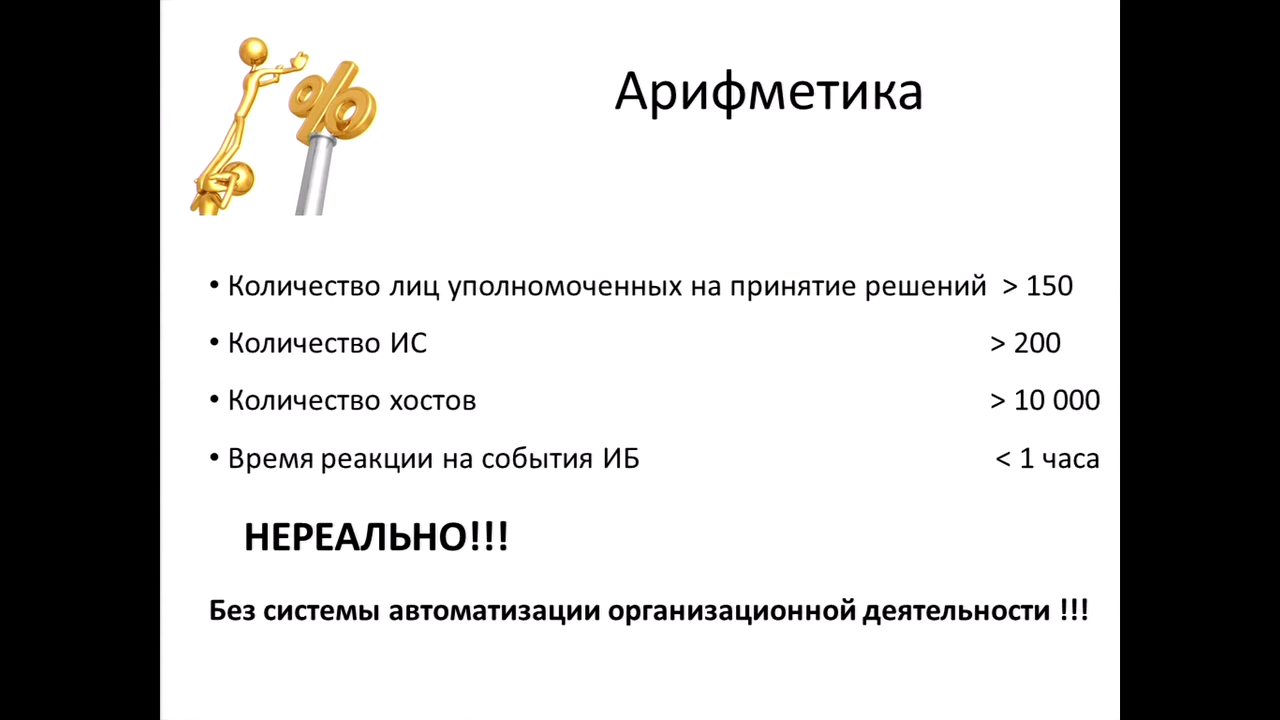 Арифметика
• Количество лиц уполномоченных на принятие решений > 150
• Количество ИС > 200
• Количество хостов > 10 000
• Время реакции на события ИБ < 1 часа
НЕРЕАЛЬНО!!!
Без системы автоматизации организационной деятельности !!!